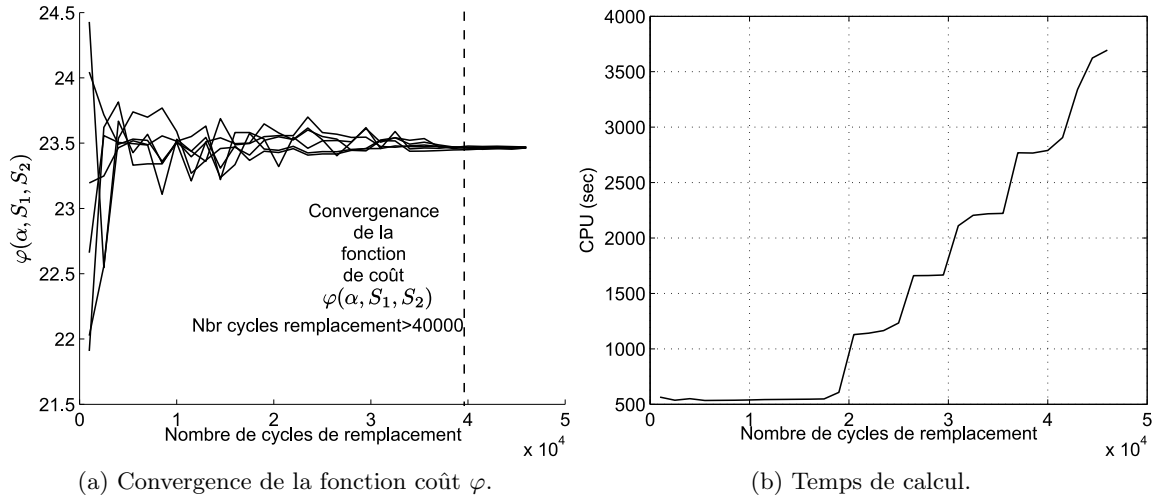 24.5
24
23.5
23
22.5
22
21.5
φ(α, S₁, S₂)
0
1
2
3
4
5
x 10⁴
Nombre de cycles de remplacement
Convergenance
de la
fonction
de coût
φ(α, S₁, S₂)
Nbr cycles remplacement>40000
(a) Convergence de la fonction coût φ.
4000
3500
3000
2500
2000
1500
1000
500
CPU (sec)
0
1
2
3
4
5
x 10⁴
Nombre de cycles de remplacement
(b) Temps de calcul.